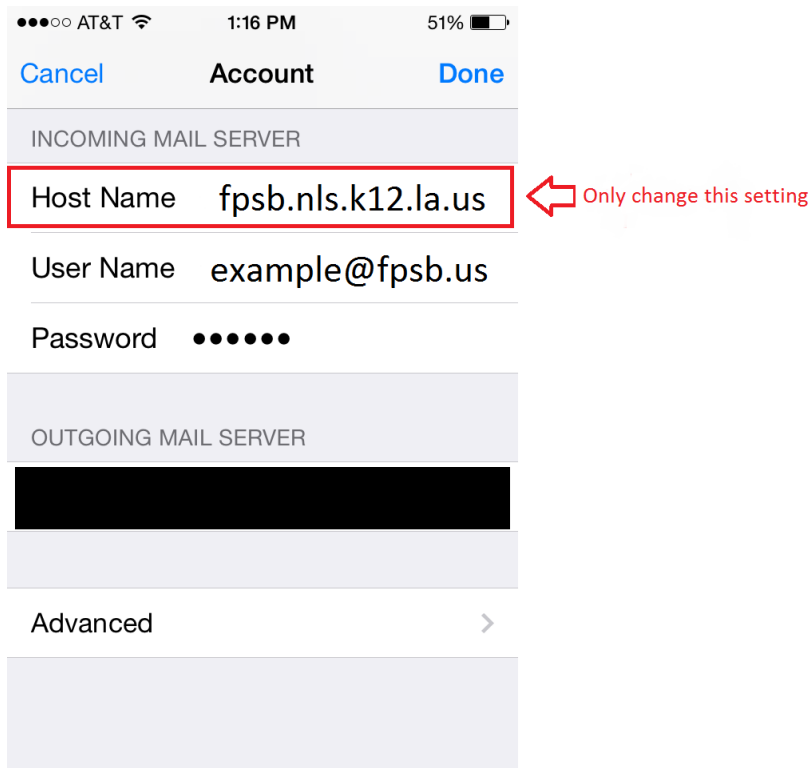 ●●●○○ AT&T 1:16 PM 51%
Cancel Account Done
INCOMING MAIL SERVER
Host Name fpsb.nls.k12.la.us Only change this setting
User Name example@fpsb.us
Password ●●●●●●
OUTGOING MAIL SERVER
Advanced